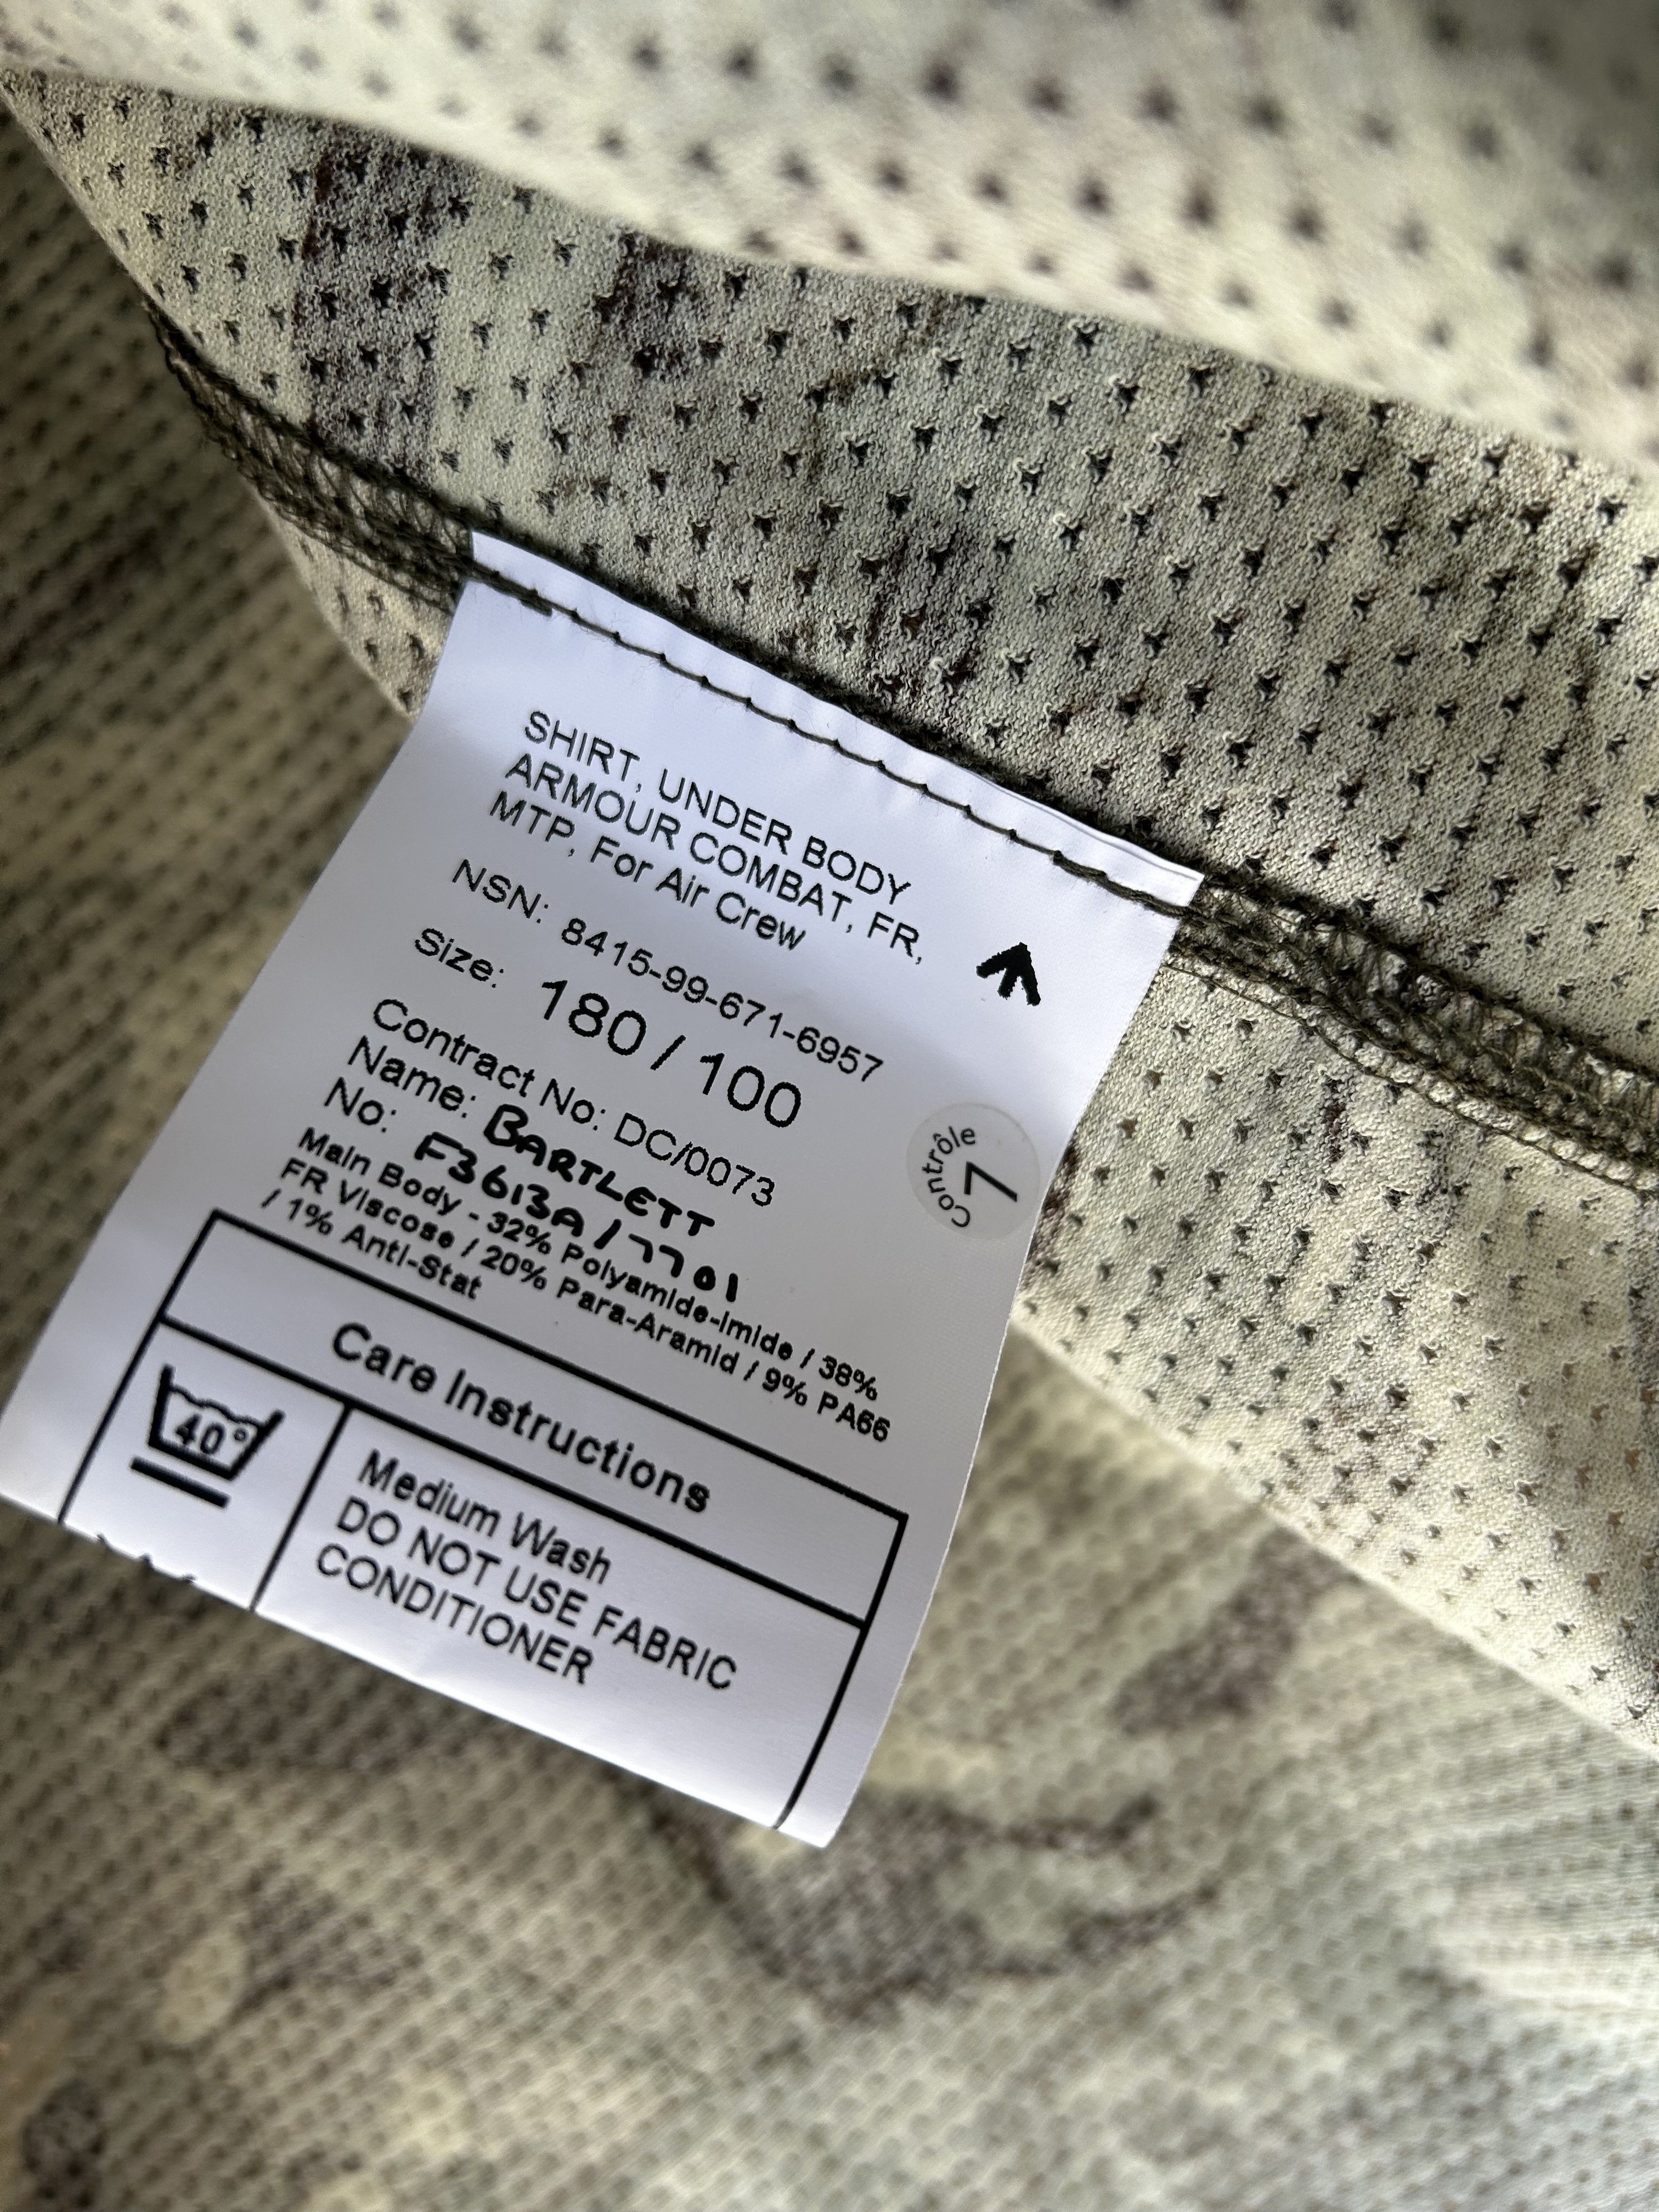 SHIRT, UNDER BODY
ARMOUR COMBAT, FR,
MTP, For Air Crew
NSN: 8415-99-671-6957
Size: 180 / 100
Contract No: DC/0073
Name: BARTLETT
No: F3613A / 7701
Main Body - 32% Polyamide-Imide / 38%
FR Viscose / 20% Para-Aramid / 9% PA66
/ 1% Anti-Stat
Contrôle
7
Care Instructions
40°
Medium Wash
DO NOT USE FABRIC
CONDITIONER